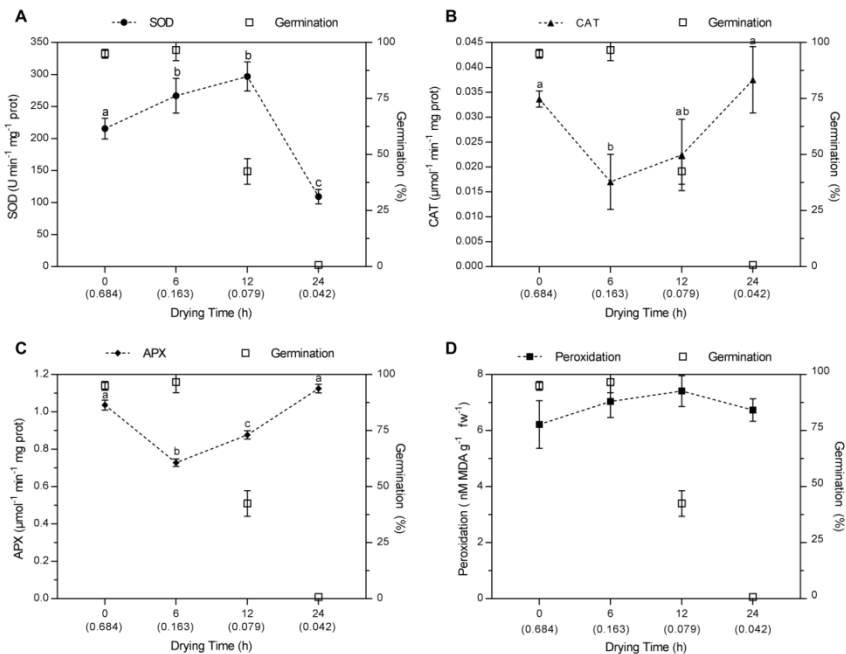 A
SOD
Germination
350
300
250
200
150
100
50
0
100
75
50
25
0
SOD (U min⁻¹ mg⁻¹ prot)
Germination (%)
a
b
b
c
0 6 12 24
(0.684) (0.163) (0.079) (0.042)
Drying Time (h)
B
CAT
Germination
0.045
0.040
0.035
0.030
0.025
0.020
0.015
0.010
0.005
0.000
100
75
50
25
0
CAT (µmol⁻¹ min⁻¹ mg prot)
Germination (%)
a
b
ab
a
0 6 12 24
(0.684) (0.163) (0.079) (0.042)
Drying Time (h)
C
APX
Germination
1.2
1.0
0.8
0.6
0.4
0.2
0.0
100
75
50
25
0
APX (µmol⁻¹ min⁻¹ mg prot)
Germination (%)
a
b
c
a
0 6 12 24
(0.684) (0.163) (0.079) (0.042)
Drying Time (h)
D
Peroxidation
Germination
8
6
4
2
0
100
75
50
25
0
Peroxidation ( nM MDA g⁻¹ fw⁻¹)
Germination (%)
0 6 12 24
(0.684) (0.163) (0.079) (0.042)
Drying Time (h)